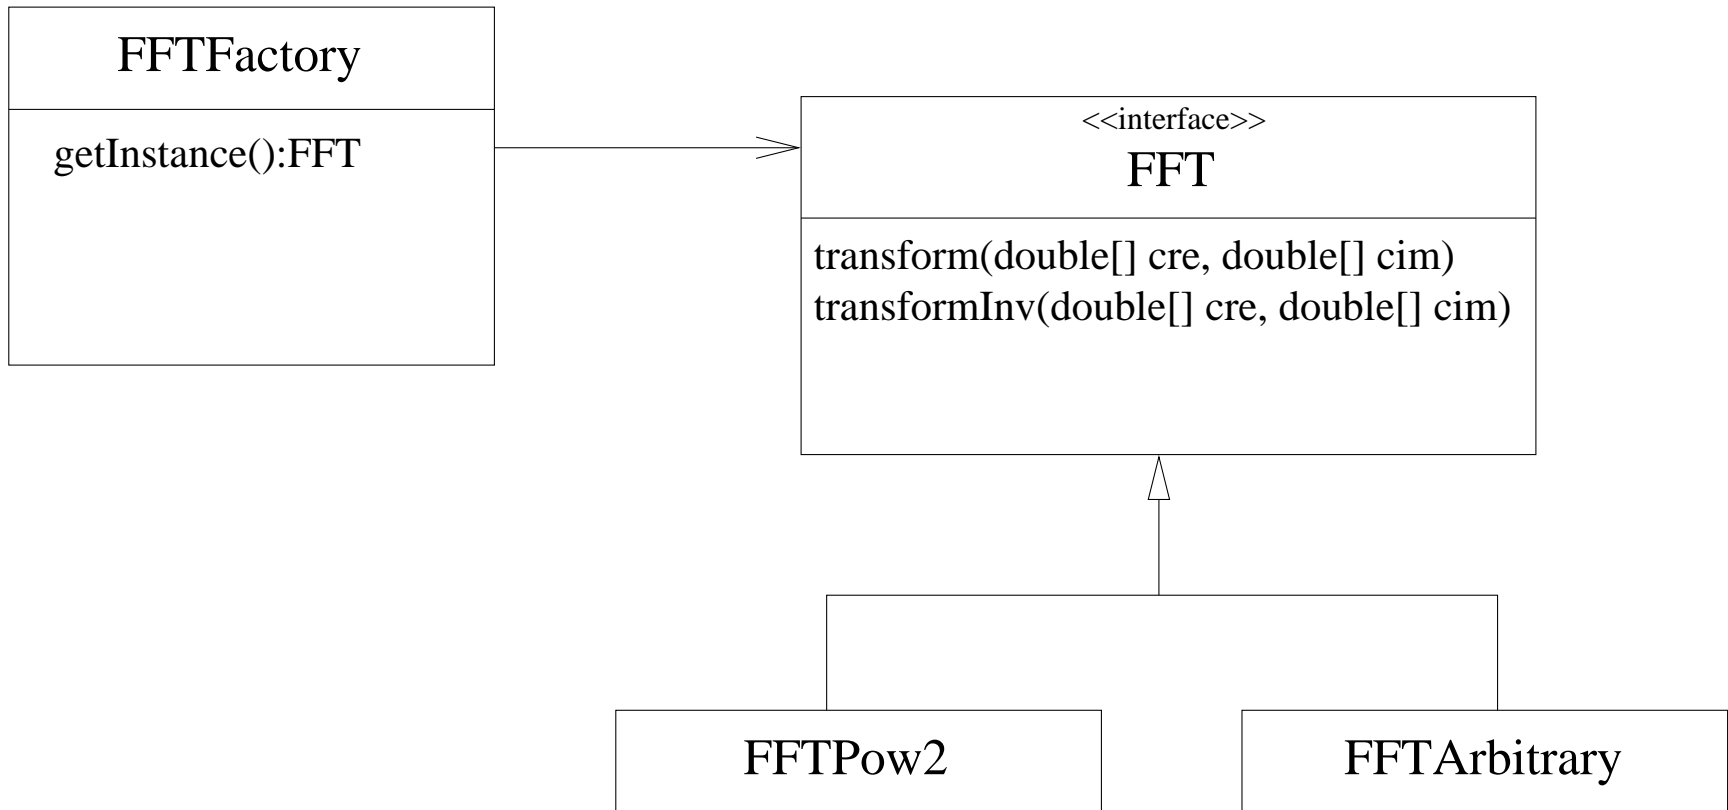 FFTFactory
getInstance():FFT
<<interface>>
FFT
transform(double[] cre, double[] cim)
transformInv(double[] cre, double[] cim)
FFTPow2
FFTArbitrary